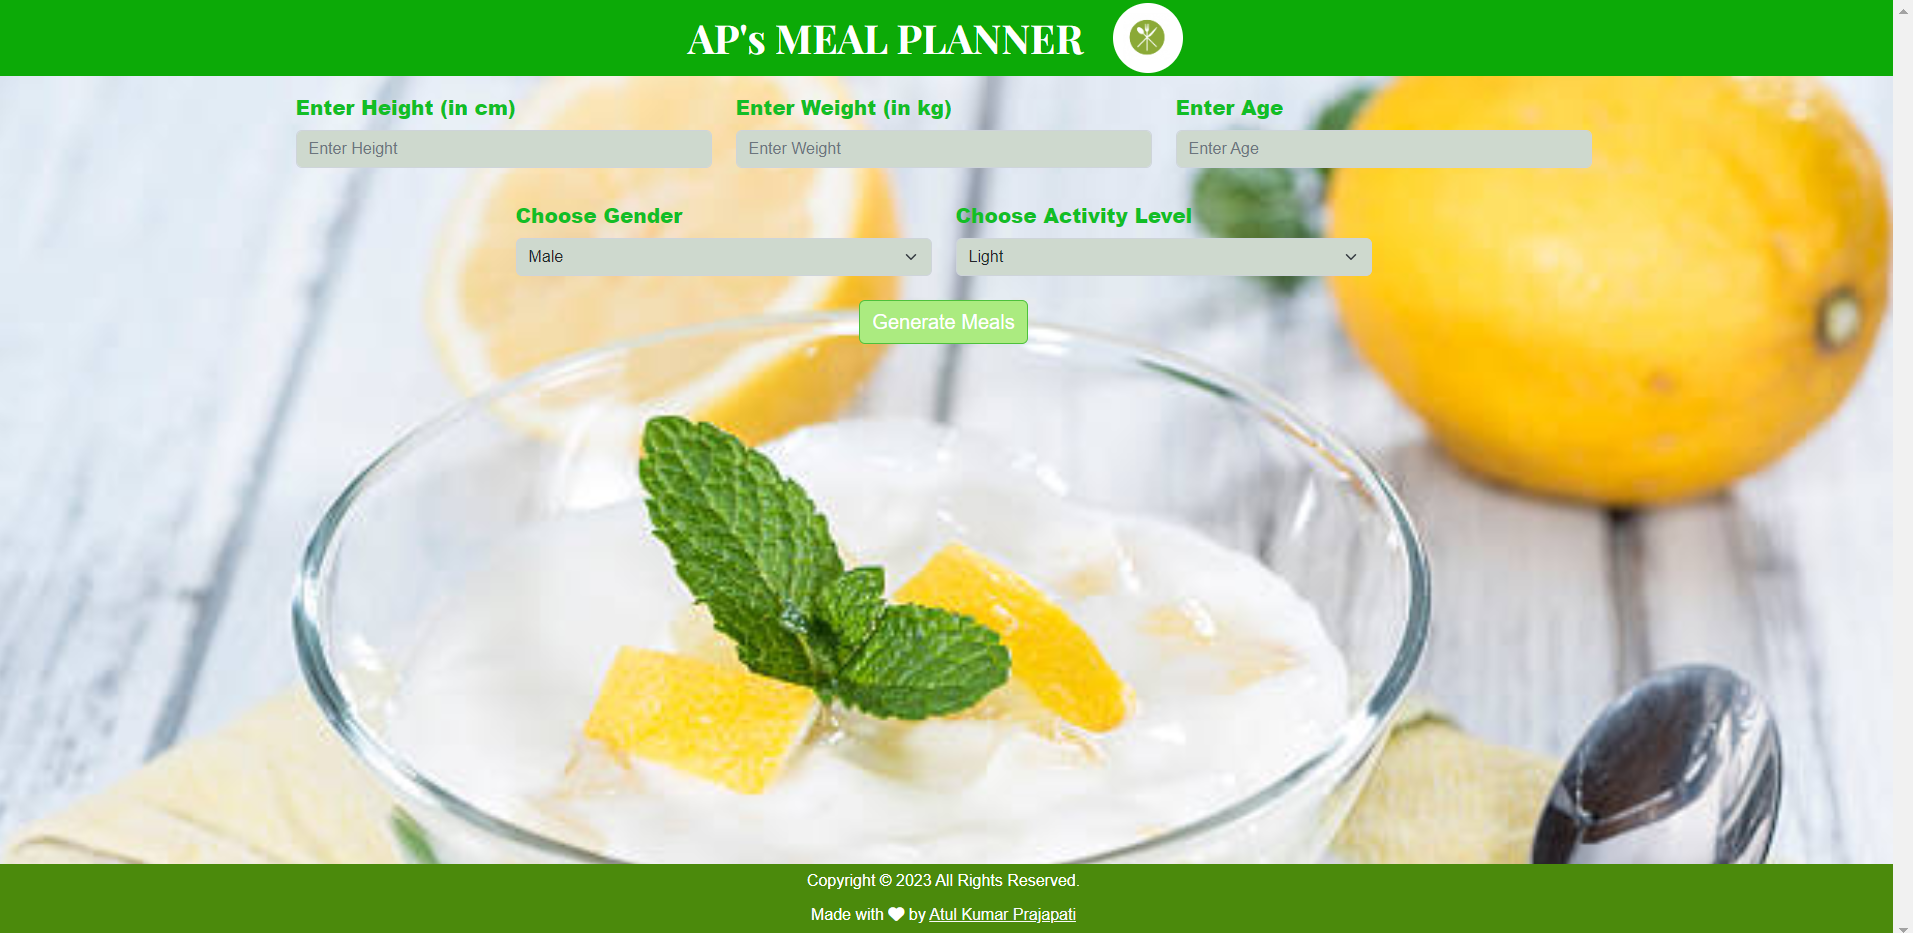 AP's MEAL PLANNER
Enter Height (in cm)
Enter Weight (in kg)
Enter Age
Enter Height
Enter Weight
Enter Age
Choose Gender
Choose Activity Level
Male
Light
Generate Meals
Copyright © 2023 All Rights Reserved.
Made with ♥ by Atul Kumar Prajapati